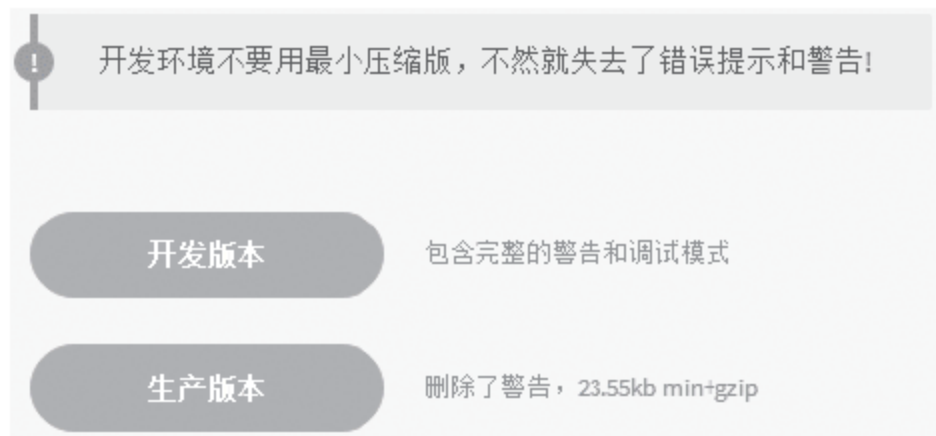 !
开发环境不要用最小压缩版，不然就失去了错误提示和警告!
开发版本 包含完整的警告和调试模式
生产版本 删除了警告，23.55kb min+gzip